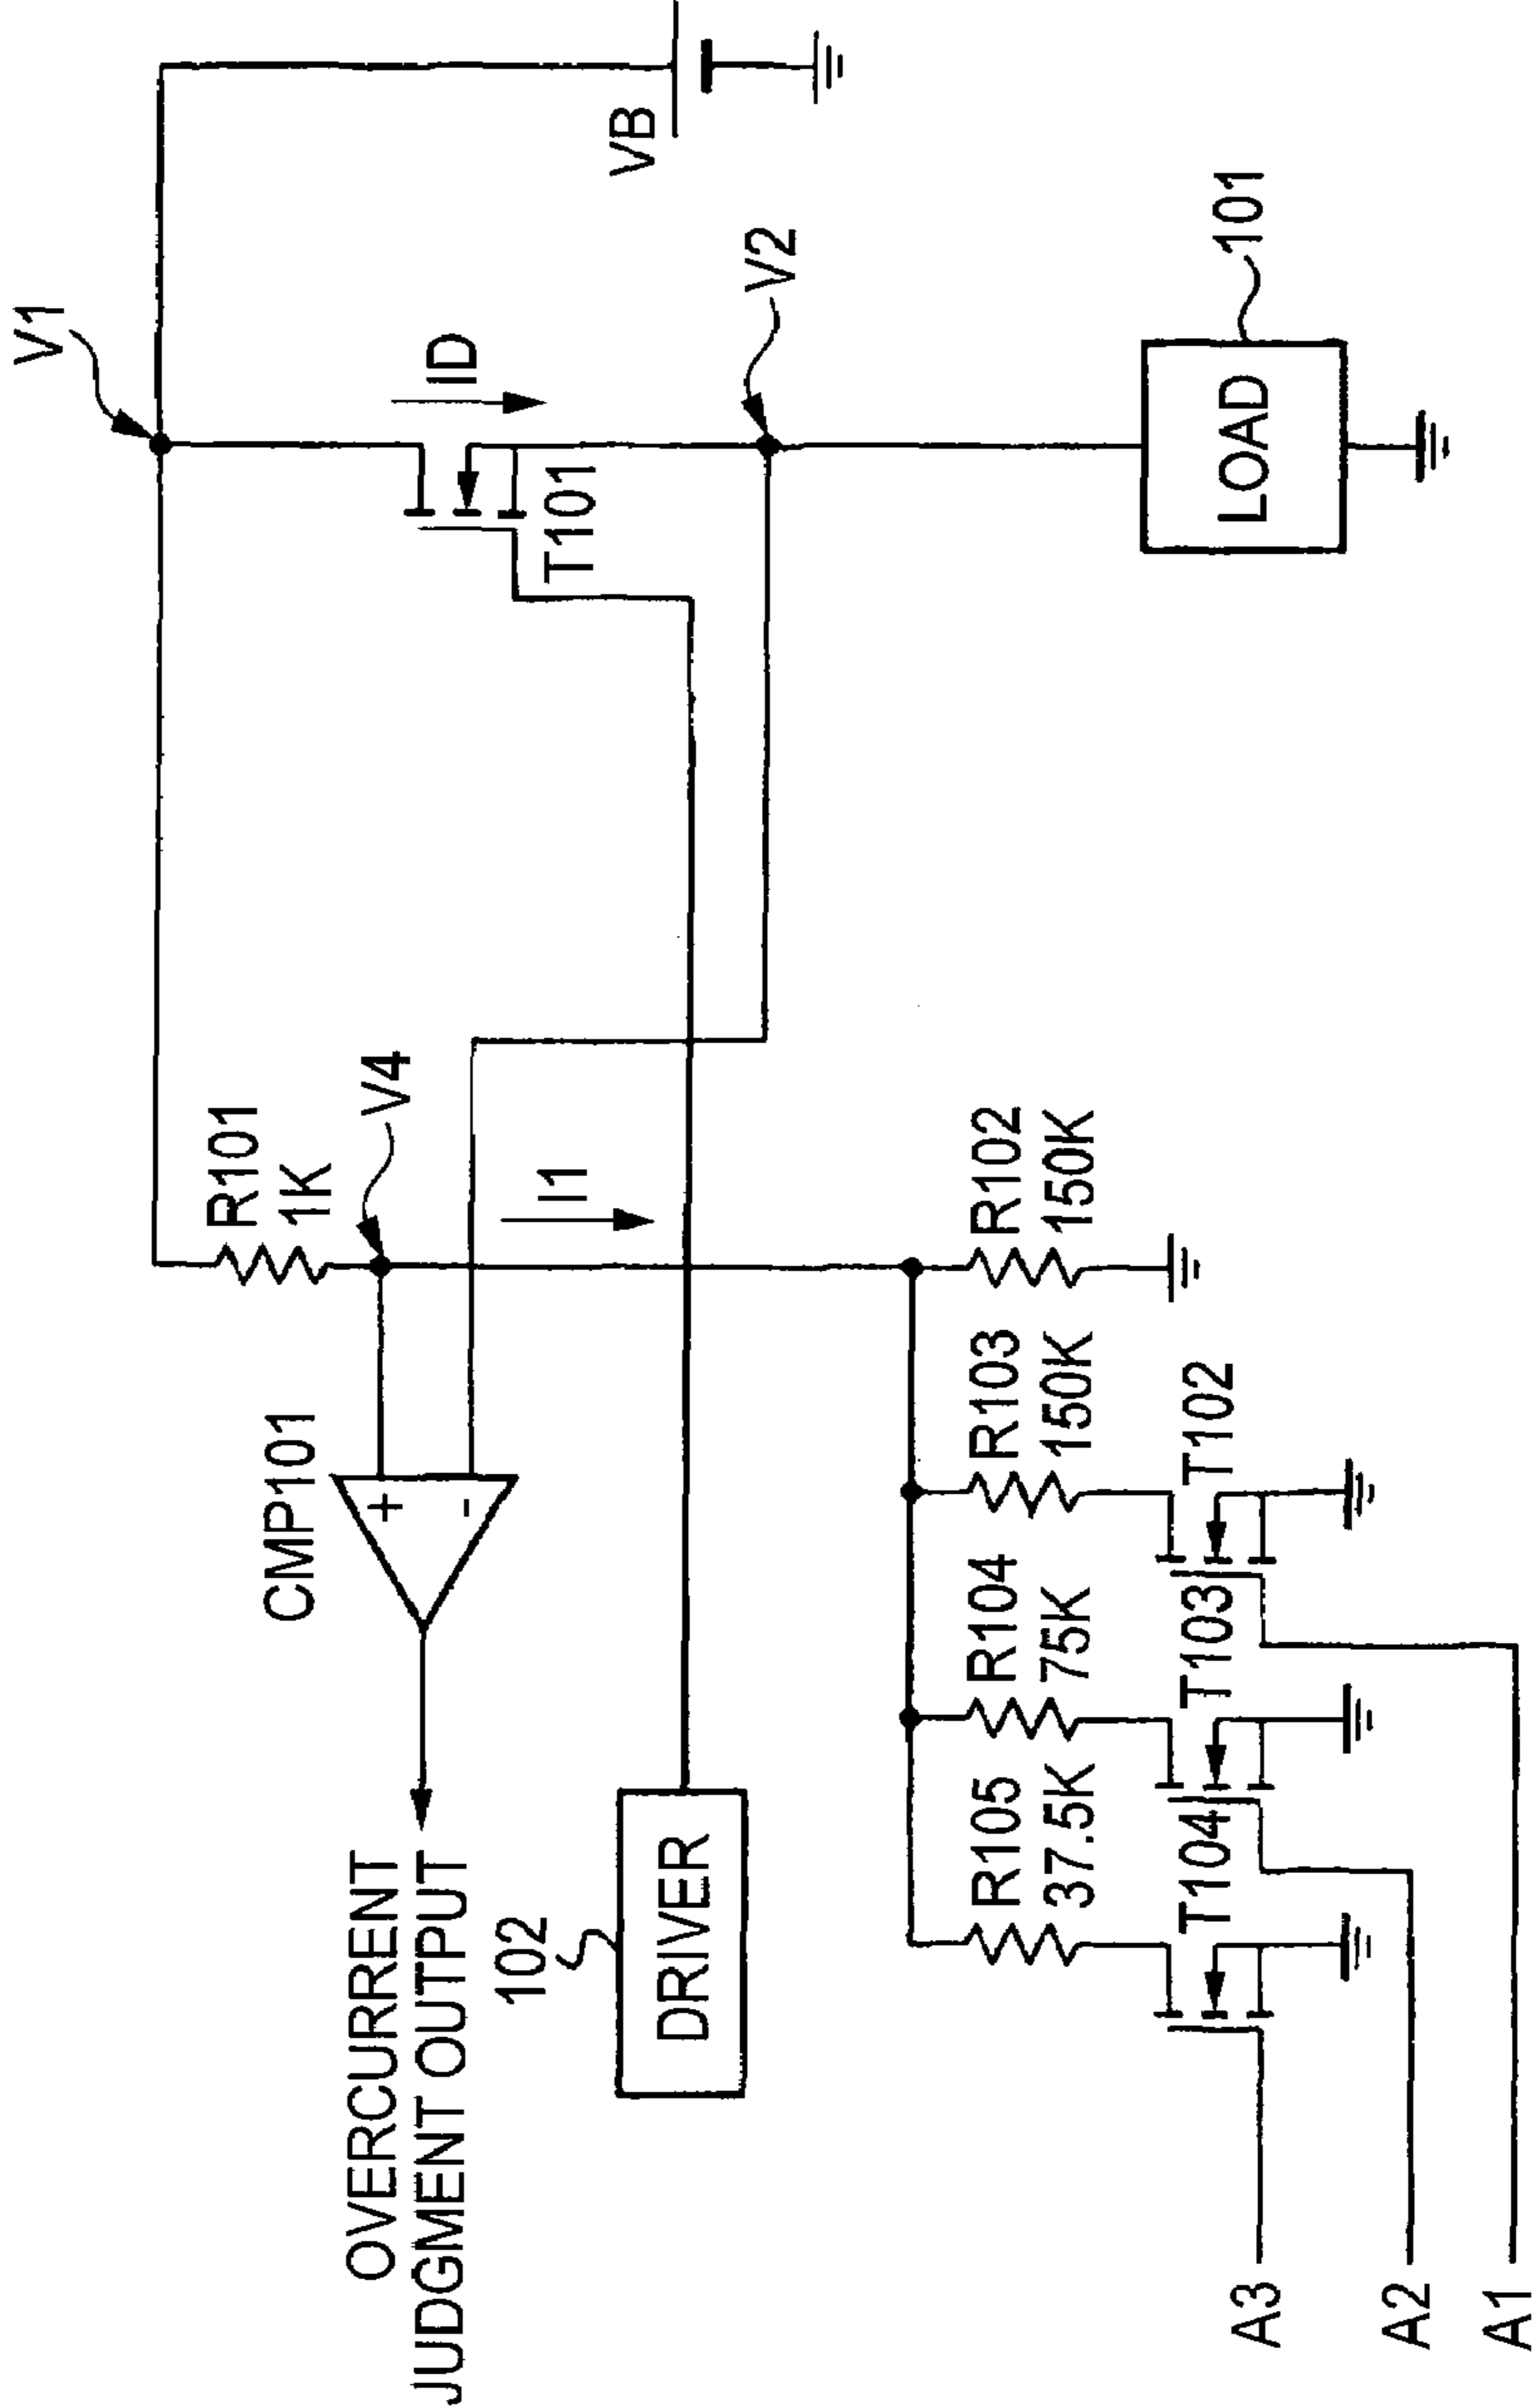 V1
VB
ID
V2
T101
101
LOAD
R101
1K
V4
I1
R102
150K
R103
150K
R104
75K
R105
37.5K
T102
T103
T104
CMP101
+
-
OVERCURRENT
JUDGMENT OUTPUT
102
DRIVER
A3
A2
A1